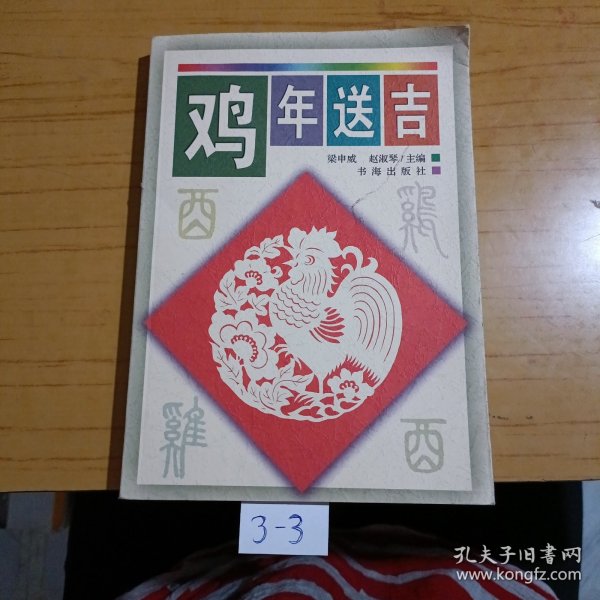 鸡年送吉
梁申威 赵淑琴/主编
书海出版社
酉 鷄
雞 酉
3-3
孔夫子旧书网
www.kongfz.com